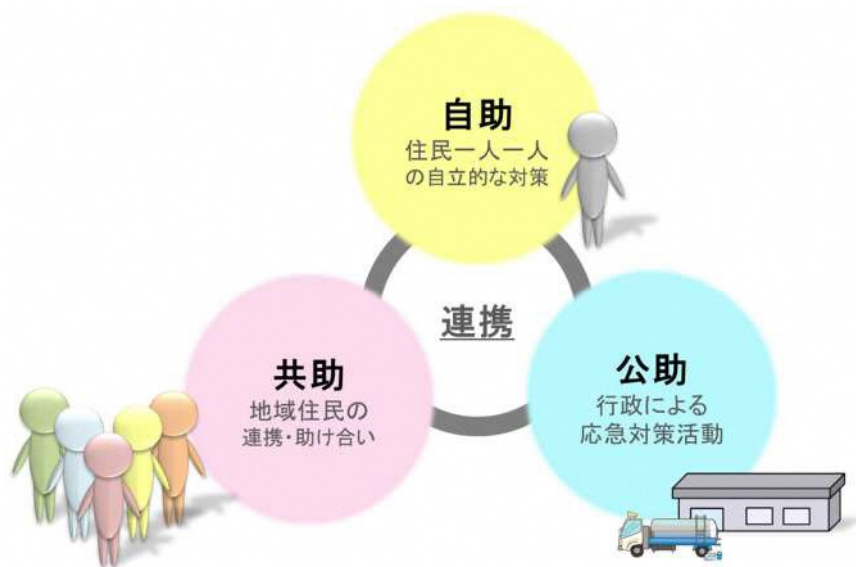 自助
住民一人一人
の自立的な対策
連携
共助
地域住民の
連携・助け合い
公助
行政による
応急対策活動